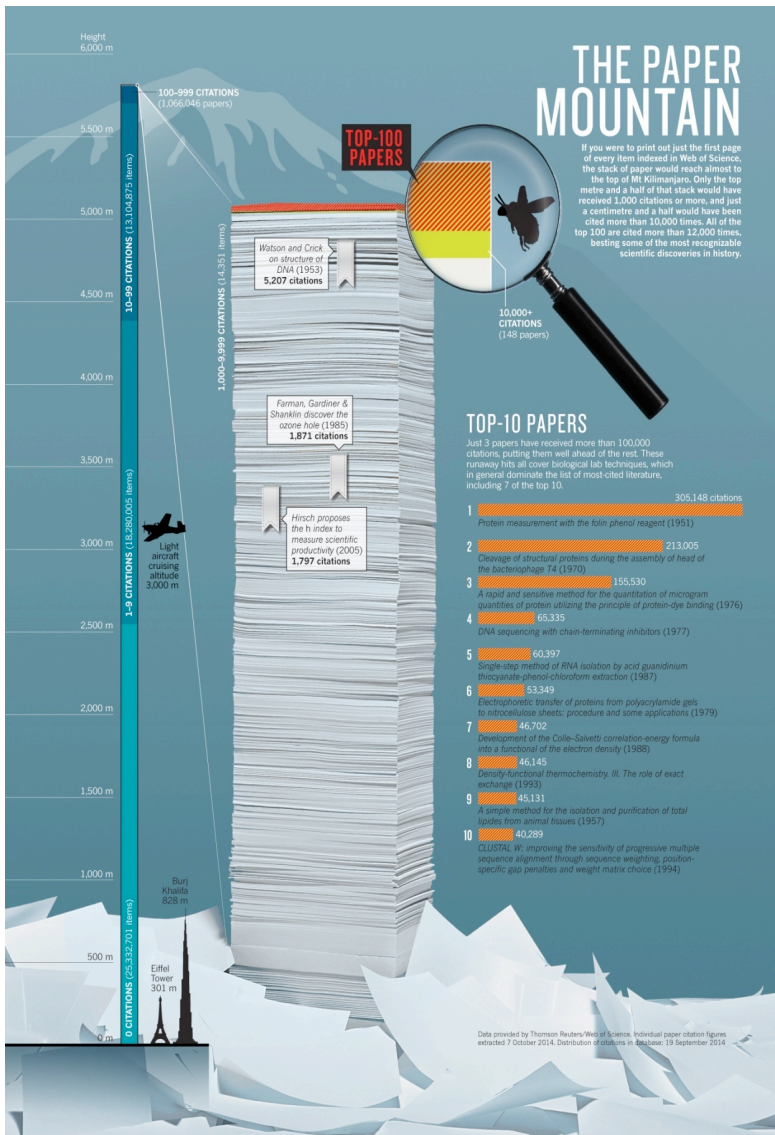 Height
6,000 m
100–999 CITATIONS
(1,066,046 papers)
5,500 m
5,000 m
4,500 m
4,000 m
3,500 m
3,000 m
2,500 m
2,000 m
1,500 m
1,000 m
500 m
0 m
10–99 CITATIONS (13,104,875 items)
1–9 CITATIONS (18,280,005 items)
0 CITATIONS (25,332,701 items)
Light
aircraft
cruising
altitude
3,000 m
Burj
Khalifa
828 m
Eiffel
Tower
301 m
1,000–9,999 CITATIONS (14,351 items)
TOP-100
PAPERS
Watson and Crick
on structure of
DNA (1953)
5,207 citations
Farman, Gardiner &
Shanklin discover the
ozone hole (1985)
1,871 citations
Hirsch proposes
the h index to
measure scientific
productivity (2005)
1,797 citations
10,000+
CITATIONS
(148 papers)
THE PAPER
MOUNTAIN
If you were to print out just the first page
of every item indexed in Web of Science,
the stack of paper would reach almost to
the top of Mt Kilimanjaro. Only the top
metre and a half of that stack would have
received 1,000 citations or more, and just
a centimetre and a half would have been
cited more than 10,000 times. All of the
top 100 are cited more than 12,000 times,
besting some of the most recognizable
scientific discoveries in history.
TOP-10 PAPERS
Just 3 papers have received more than 100,000
citations, putting them well ahead of the rest. These
runaway hits all cover biological lab techniques, which
in general dominate the list of most-cited literature,
including 7 of the top 10.
305,148 citations
1
Protein measurement with the folin phenol reagent (1951)
2 213,005
Cleavage of structural proteins during the assembly of head of
the bacteriophage T4 (1970)
3 155,530
A rapid and sensitive method for the quantitation of microgram
quantities of protein utilizing the principle of protein-dye binding (1976)
4 65,335
DNA sequencing with chain-terminating inhibitors (1977)
5 60,397
Single-step method of RNA isolation by acid guanidinium
thiocyanate-phenol-chloroform extraction (1987)
6 53,349
Electrophoretic transfer of proteins from polyacrylamide gels
to nitrocellulose sheets: procedure and some applications (1979)
7 46,702
Development of the Colle–Salvetti correlation-energy formula
into a functional of the electron density (1988)
8 46,145
Density-functional thermochemistry. III. The role of exact
exchange (1993)
9 45,131
A simple method for the isolation and purification of total
lipides from animal tissues (1957)
10 40,289
CLUSTAL W: improving the sensitivity of progressive multiple
sequence alignment through sequence weighting, position-
specific gap penalties and weight matrix choice (1994)
Data provided by Thomson Reuters/Web of Science. Individual paper citation figures
extracted 7 October 2014. Distribution of citations in database: 19 September 2014